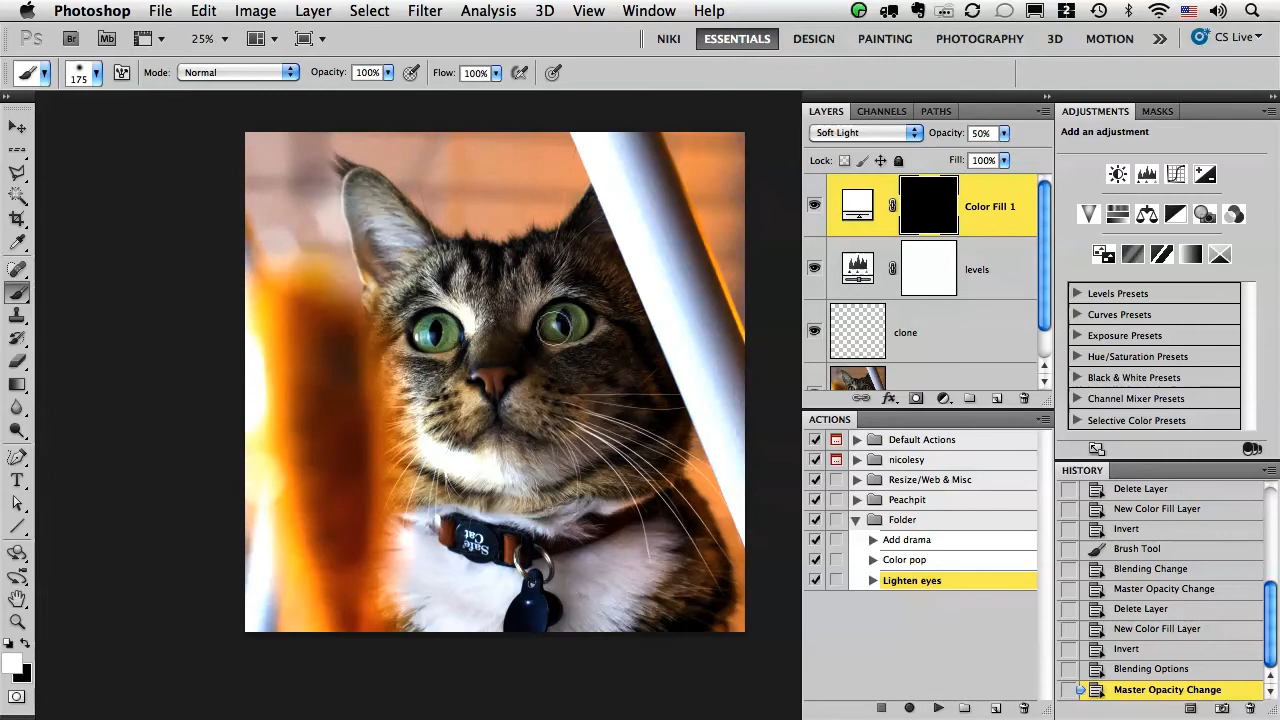 Photoshop File Edit Image Layer Select Filter Analysis 3D View Window Help 2
Ps Br Mb 25% NIKI ESSENTIALS DESIGN PAINTING PHOTOGRAPHY 3D MOTION CS Live
175 Mode: Normal Opacity: 100% Flow: 100%
LAYERS CHANNELS PATHS
Soft Light Opacity: 50%
Lock: Fill: 100%
Color Fill 1
levels
clone
fx
ACTIONS
Default Actions
nicolesy
Resize/Web & Misc
Peachpit
Folder
Add drama
Color pop
Lighten eyes
ADJUSTMENTS MASKS
Add an adjustment
Levels Presets
Curves Presets
Exposure Presets
Hue/Saturation Presets
Black & White Presets
Channel Mixer Presets
Selective Color Presets
HISTORY
Delete Layer
New Color Fill Layer
Invert
Brush Tool
Blending Change
Master Opacity Change
Delete Layer
New Color Fill Layer
Invert
Blending Options
Master Opacity Change
Safe
Cat
T